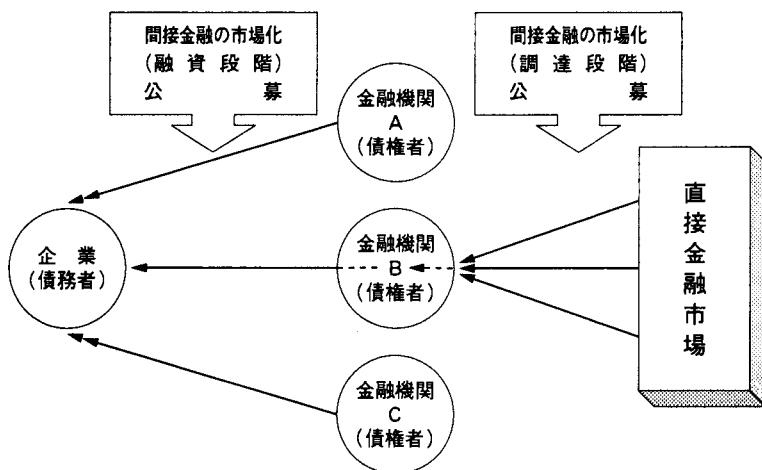 間接金融の市場化
(融資段階)
公募
間接金融の市場化
(調達段階)
公募
金融機関
A
(債権者)
企業
(債務者)
金融機関
B
(債権者)
直接金融市場
金融機関
C
(債権者)